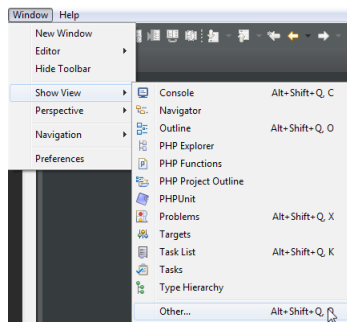 Window Help
New Window
Editor
Hide Toolbar
Show View
Perspective
Navigation
Preferences
Console Alt+Shift+Q, C
Navigator
Outline Alt+Shift+Q, O
PHP Explorer
PHP Functions
PHP Project Outline
PHPUnit
Problems Alt+Shift+Q, X
Targets
Task List Alt+Shift+Q, K
Tasks
Type Hierarchy
Other... Alt+Shift+Q,